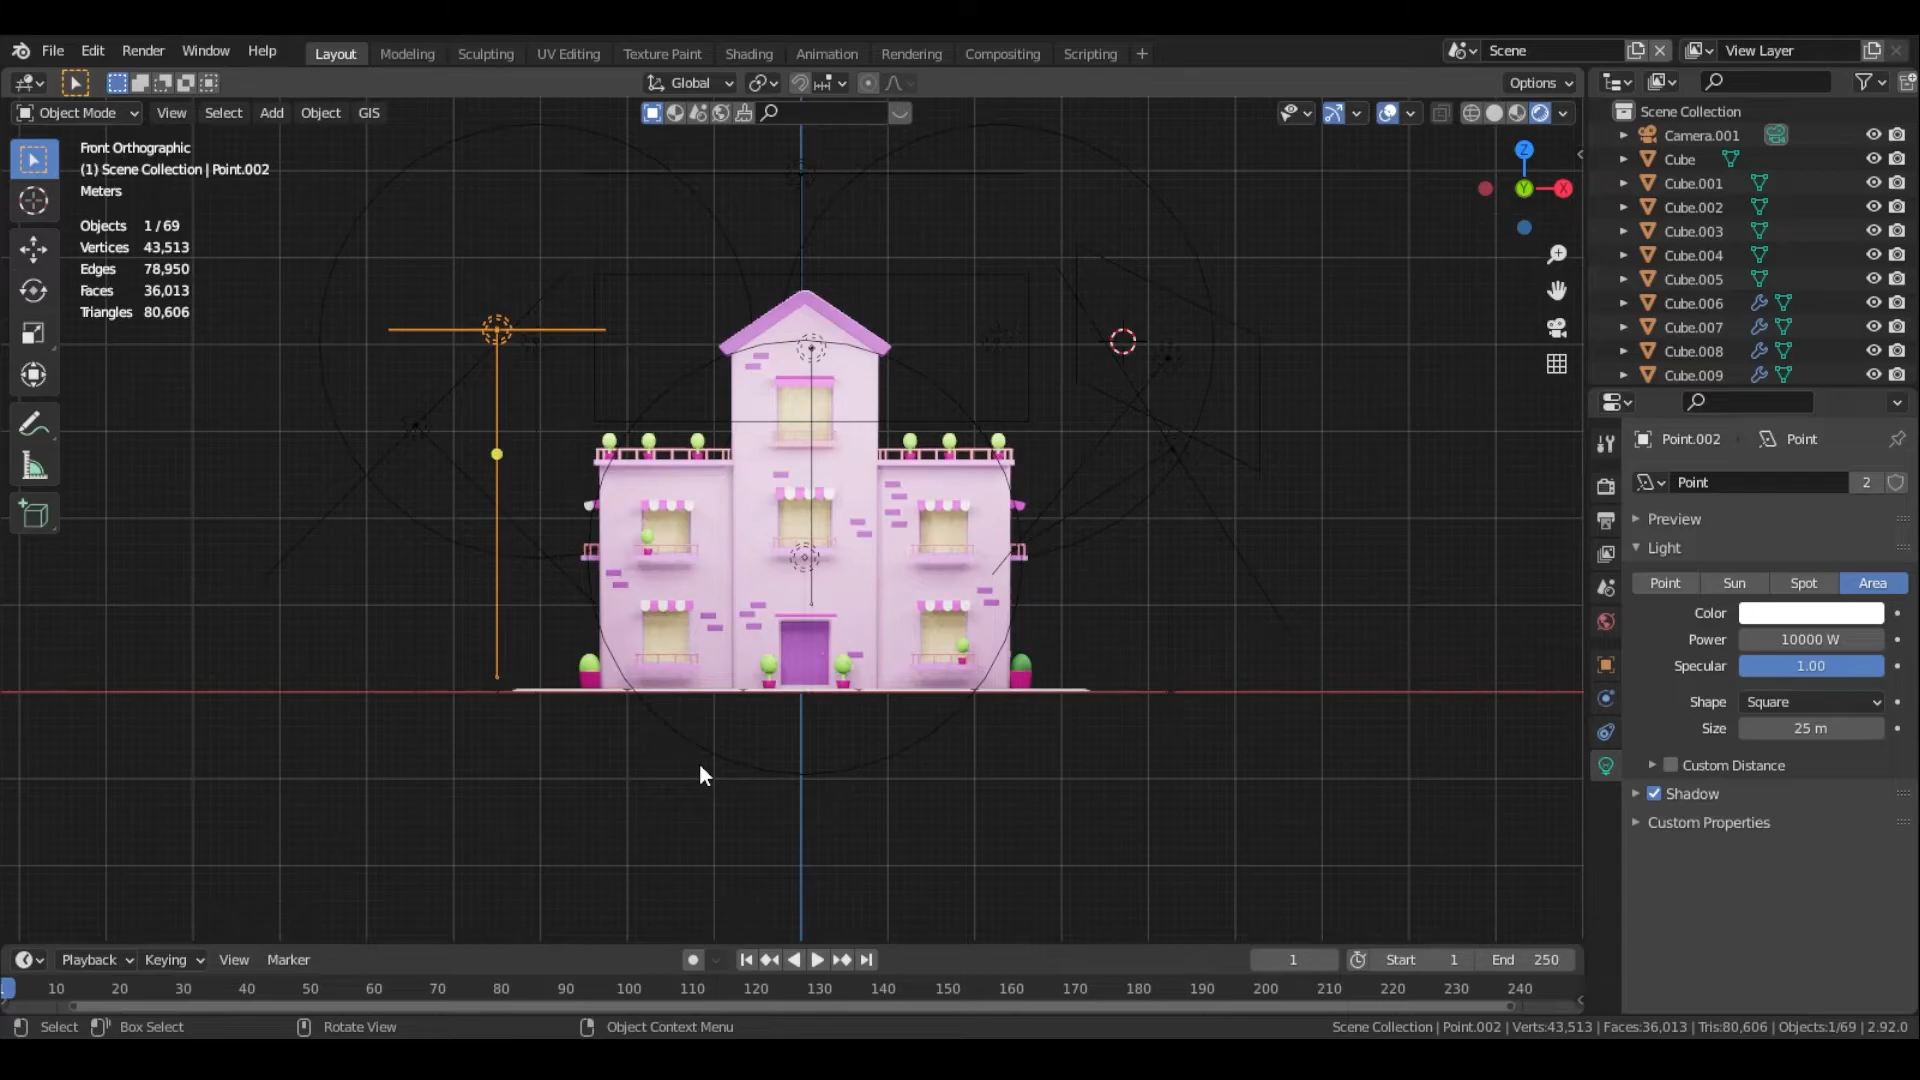 File Edit Render Window Help Layout Modeling Sculpting UV Editing Texture Paint Shading Animation Rendering Compositing Scripting + Scene View Layer
Global Options
Object Mode View Select Add Object GIS
Front Orthographic
(1) Scene Collection | Point.002
Meters
Objects 1 / 69
Vertices 43,513
Edges 78,950
Faces 36,013
Triangles 80,606
Z
Y
X
Scene Collection
Camera.001
Cube
Cube.001
Cube.002
Cube.003
Cube.004
Cube.005
Cube.006
Cube.007
Cube.008
Cube.009
Point.002 Point
Point 2
Preview
Light
Point Sun Spot Area
Color
Power 10000 W
Specular 1.00
Shape Square
Size 25 m
Custom Distance
Shadow
Custom Properties
Playback Keying View Marker 1 Start 1 End 250
10 20 30 40 50 60 70 80 90 100 110 120 130 140 150 160 170 180 190 200 210 220 230 240
Select Box Select Rotate View Object Context Menu Scene Collection | Point.002 | Verts:43,513 | Faces:36,013 | Tris:80,606 | Objects:1/69 | 2.92.0